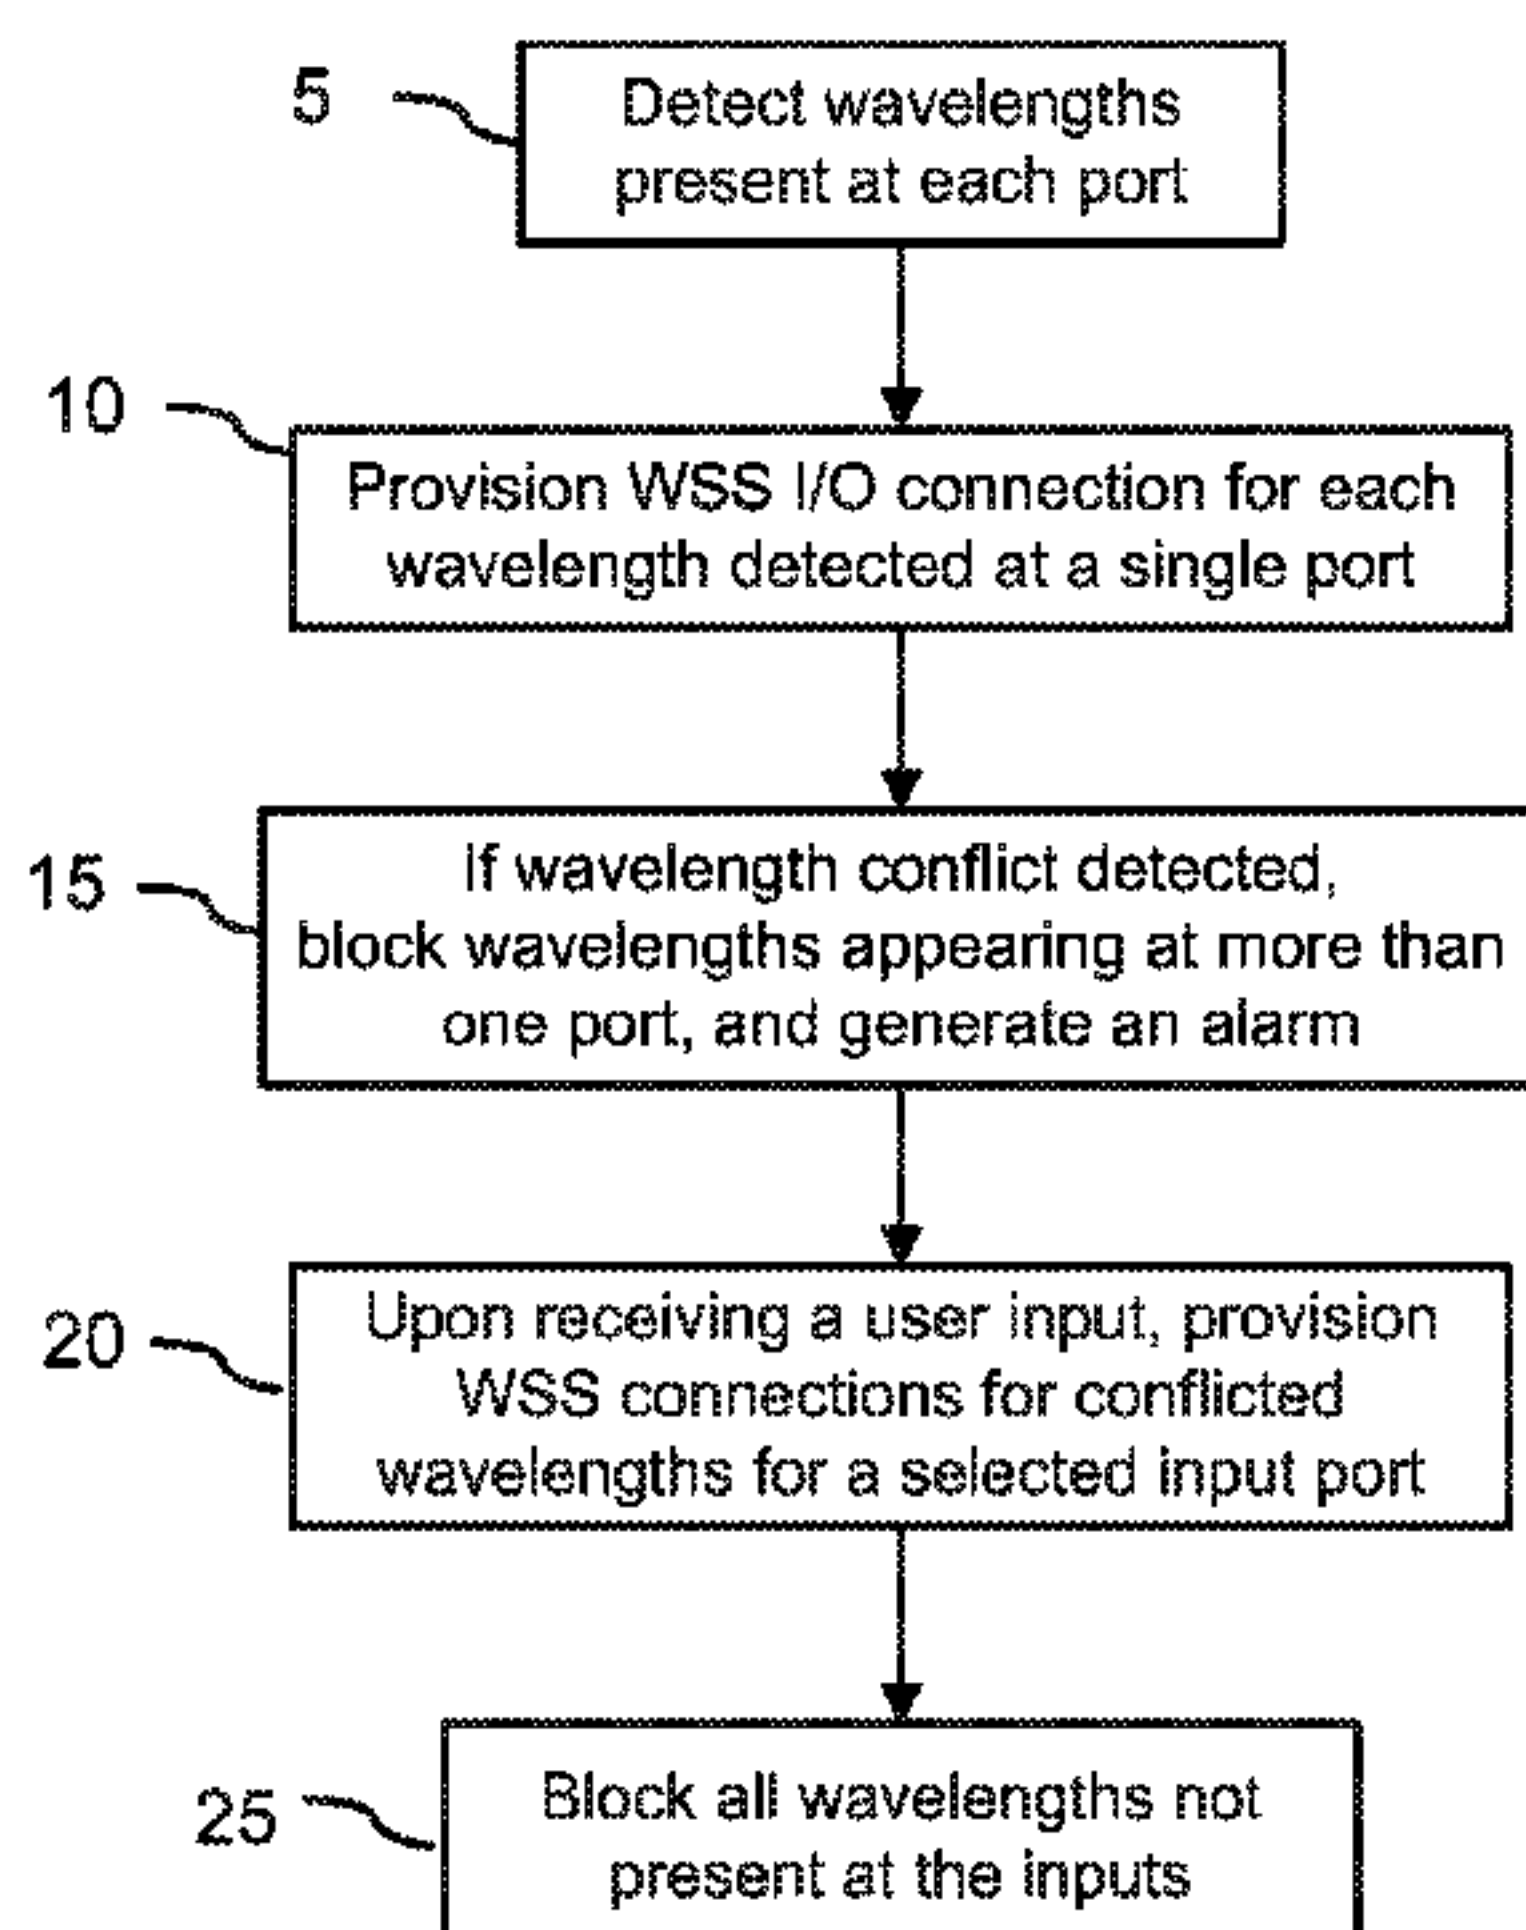 5
Detect wavelengths
present at each port
10
Provision WSS I/O connection for each
wavelength detected at a single port
15
If wavelength conflict detected,
block wavelengths appearing at more than
one port, and generate an alarm
20
Upon receiving a user input, provision
WSS connections for conflicted
wavelengths for a selected input port
25
Block all wavelengths not
present at the inputs